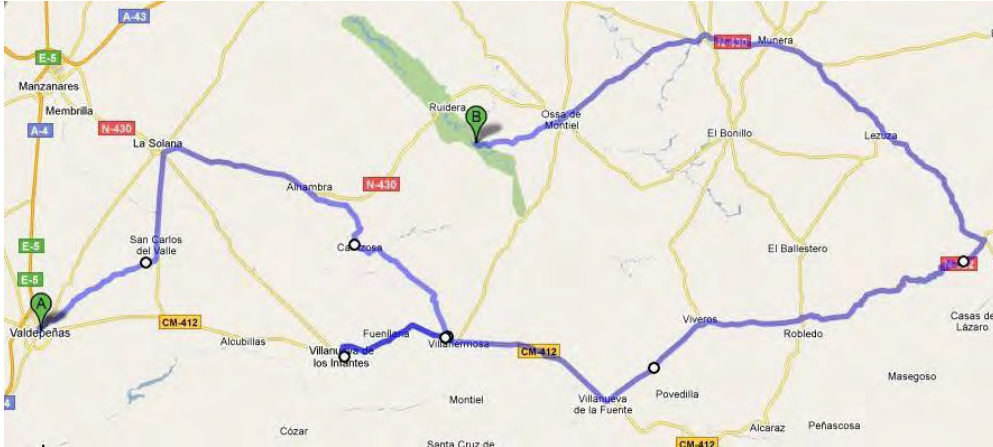 A-43
E-5
Manzanares
Membrilla
A-4
N-430
La Solana
Ruidera
B
Ossa de
Montiel
N-430
Munera
El Bonillo
Lezuza
Alhambra
N-430
San Carlos
del Valle
E-5
E-5
A
Valdepeñas
El Ballestero
CM-412
Alcubillas
Fuenllana
Villanueva de
los Infantes
Villahermosa
CM-412
Viveros
Robledo
Casas de
Lázaro
Montiel
Villanueva
de la Fuente
Povedilla
Masegoso
Cózar
Santa Cruz de
Alcaraz
Peñascosa
CM-412
4